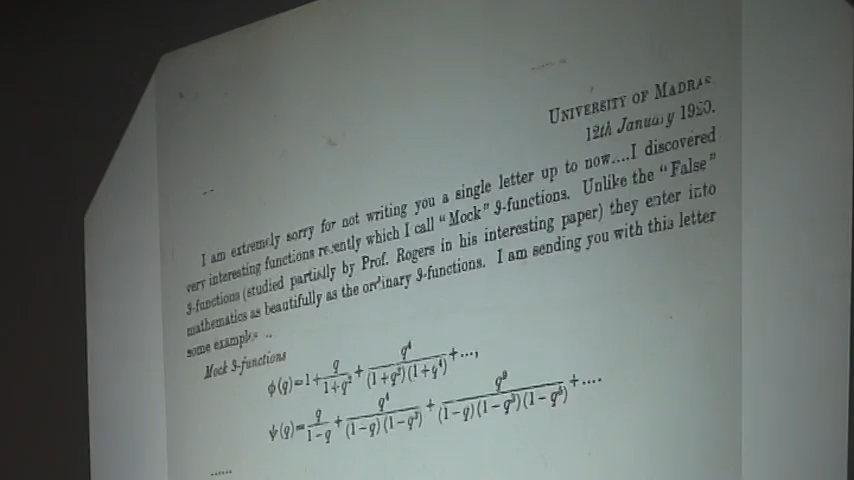 UNIVERSITY OF MADRAS.
12th January 1920.
I am extremely sorry for not writing you a single letter up to now....I discovered
very interesting functions recently which I call "Mock" ϑ-functions. Unlike the "False"
ϑ-functions (studied partially by Prof. Rogers in his interesting paper) they enter into
mathematics as beautifully as the ordinary ϑ-functions. I am sending you with this letter
some examples ..
Mock ϑ-functions
ϕ(q)=1+q/(1+q²)+q⁴/((1+q²)(1+q⁴))+...,
ψ(q)=q/(1−q)+q⁴/((1−q)(1−q³))+q⁹/((1−q)(1−q³)(1−q⁵))+....
......